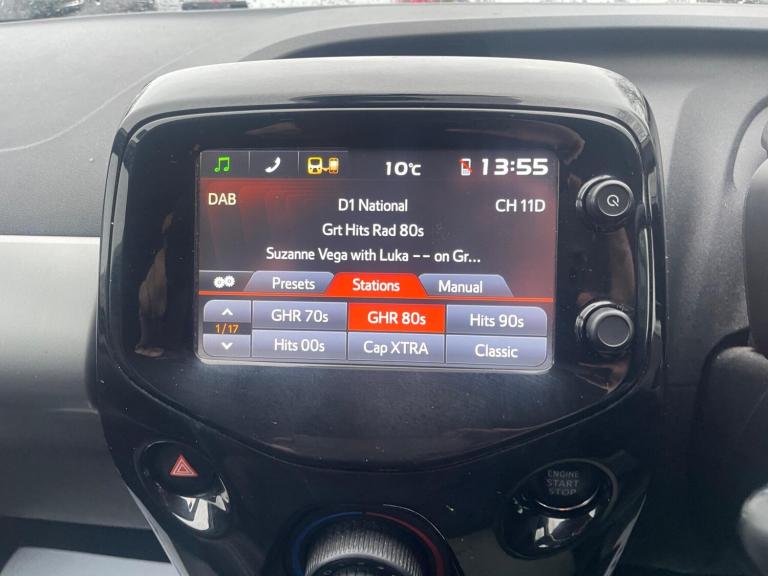 10°C 13:55
DAB D1 National CH 11D
Grt Hits Rad 80s
Suzanne Vega with Luka -- on Gr...
Presets Stations Manual
GHR 70s GHR 80s Hits 90s
1/17
Hits 00s Cap XTRA Classic
ENGINE
START
STOP